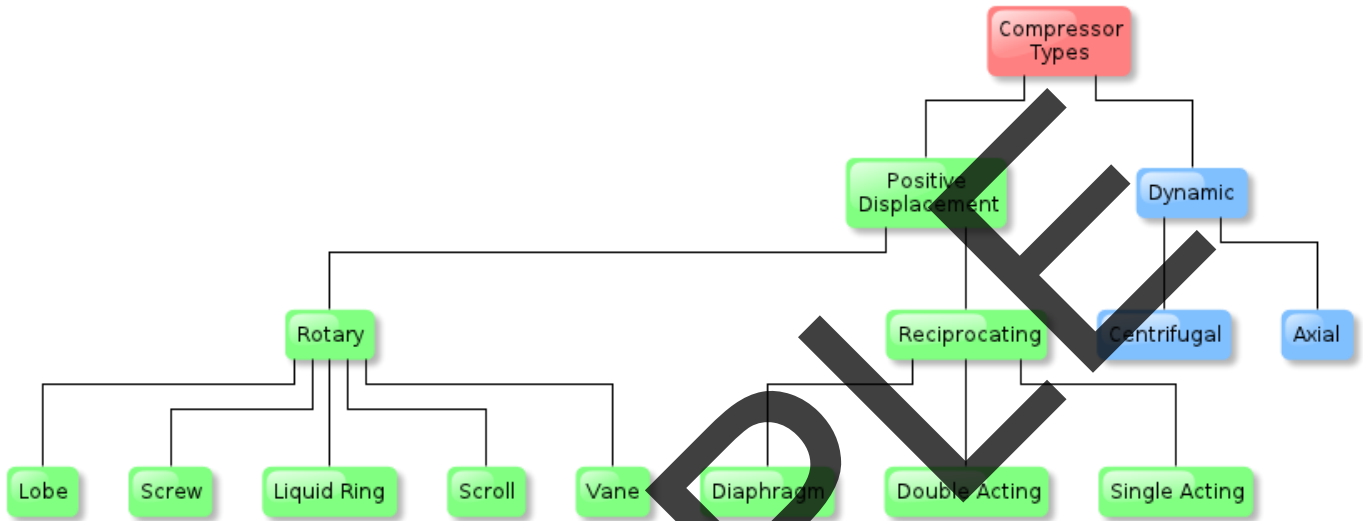 Compressor
Types
Positive
Displacement
Dynamic
Rotary
Reciprocating
Centrifugal
Axial
Lobe
Screw
Liquid Ring
Scroll
Vane
Diaphragm
Double Acting
Single Acting
PLE